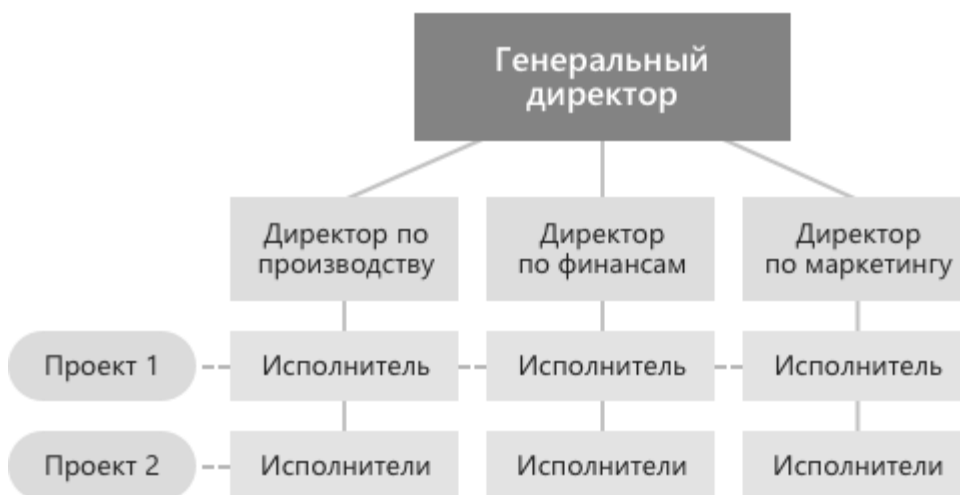 Генеральный
директор
Директор по
производству
Директор
по финансам
Директор
по маркетингу
Проект 1
Исполнитель
Исполнитель
Исполнитель
Проект 2
Исполнители
Исполнители
Исполнители